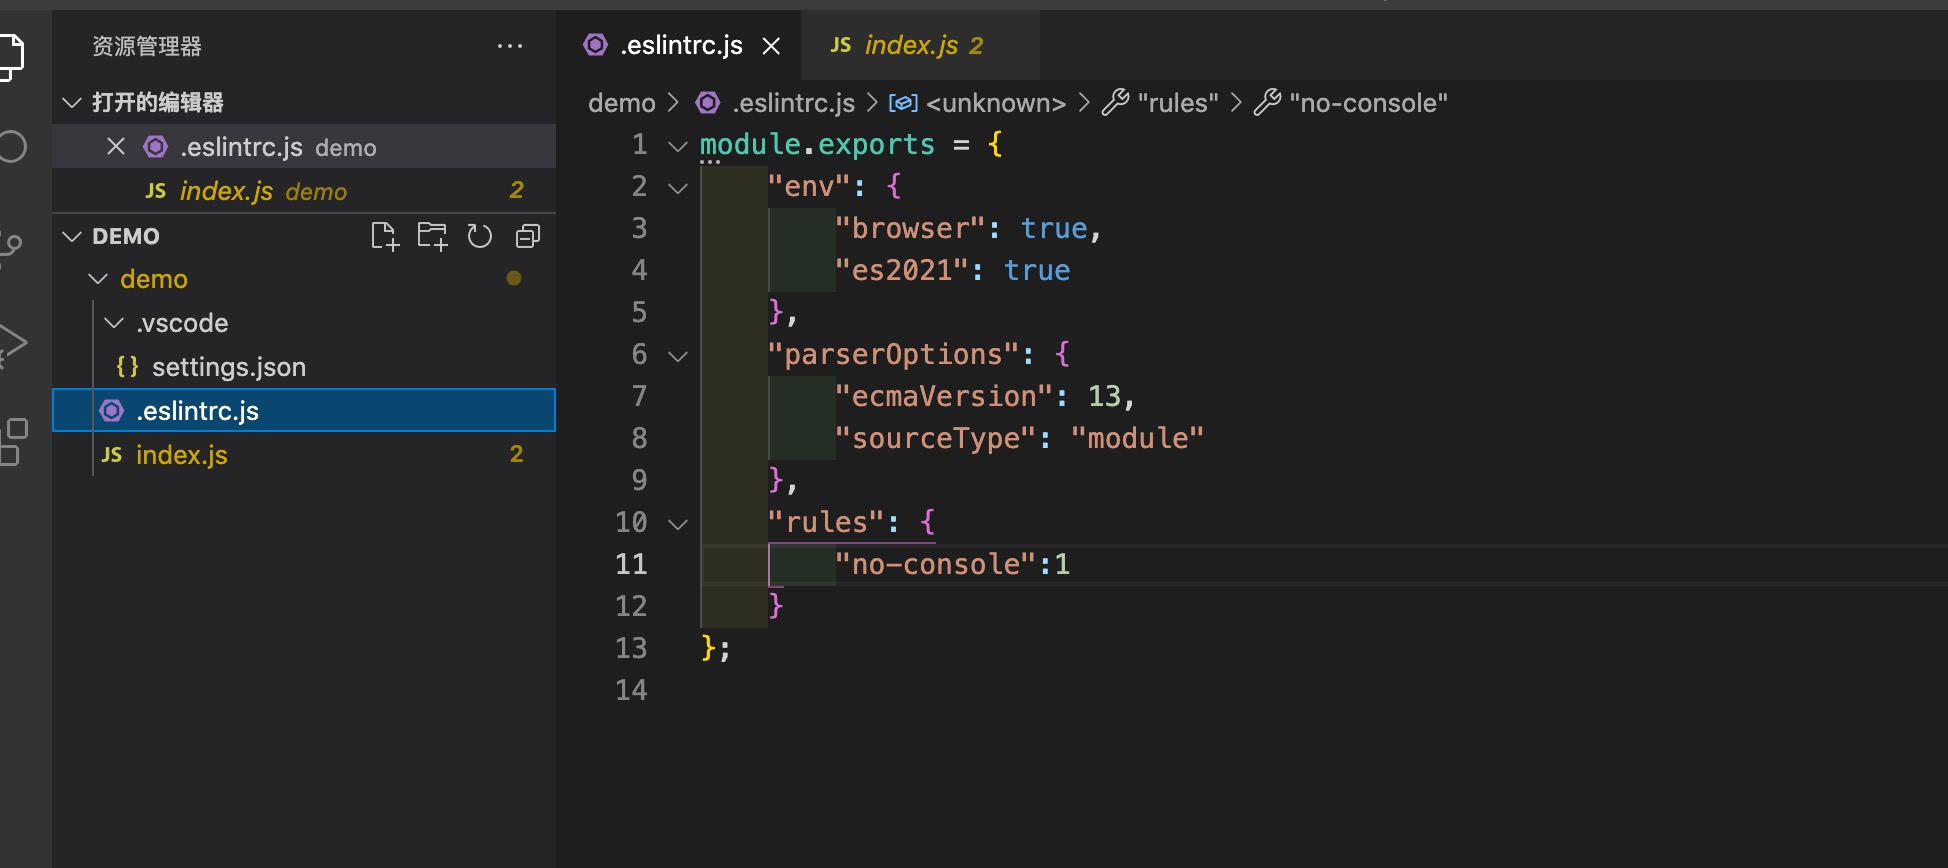 资源管理器 ···
打开的编辑器
.eslintrc.js demo
JS index.js demo 2
DEMO
demo
.vscode
{} settings.json
.eslintrc.js
JS index.js 2
.eslintrc.js
JS index.js 2
demo > .eslintrc.js > <unknown> > "rules" > "no-console"
1 module.exports = {
2 "env": {
3 "browser": true,
4 "es2021": true
5 },
6 "parserOptions": {
7 "ecmaVersion": 13,
8 "sourceType": "module"
9 },
10 "rules": {
11 "no-console":1
12 }
13 };
14